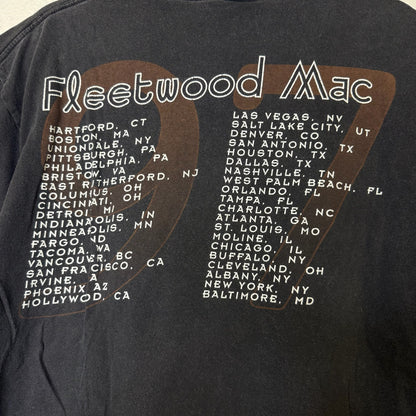 Fleetwood Mac
97
HARTFORD, CT
BOSTON, MA
UNIONDALE, NY
PITTSBURGH, PA
PHILADELPHIA, PA
BRISTOW, VA
EAST RITHERFORD, NJ
COLUMIUS, OH
CINCINNATI, OH
DETROIT MI
INDIANAPOLIS, IN
MINNEAPOLIS, MN
FARGO, ND
TACOMA, WA
VANCOUVER, BC
SAN FRANCISCO, CA
IRVINE, A
PHOENIX AZ
HOLLYWOD, CA
LAS VEGAS, NV
SALT LAKE CITY, UT
DENVER, CO
SAN ANTONIO, TX
HOUSTON, TX
DALLAS, TX
NASHVILLE, TN
WEST PALM BEACH, FL
ORLANDO, FL
TAMPA, FL
CHARLOTTE, NC
ATLANTA, GA
ST. LOUIS, MO
MOLINE, IL
CHICAGO, IL
BUFFALO, NY
CLEVELAND, OH
ALBANY, NY
NEW YORK, NY
BALTIMORE, MD